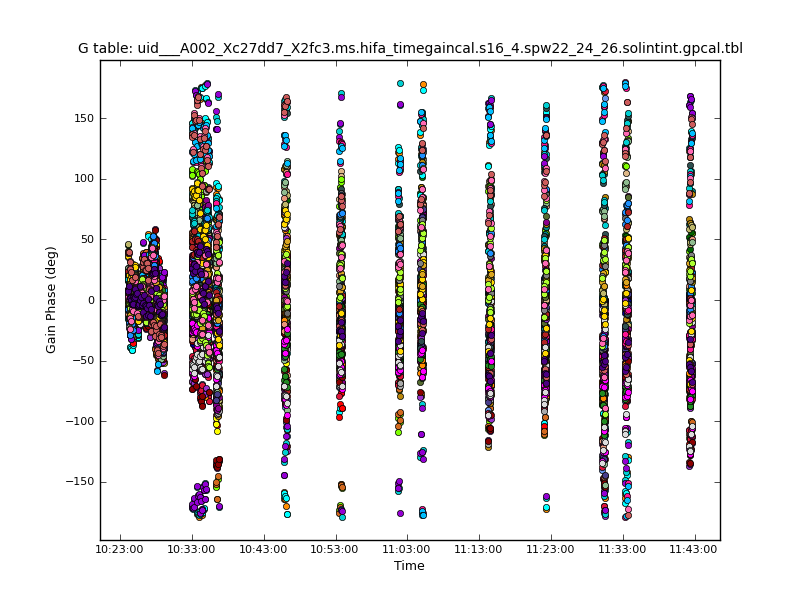 G table: uid___A002_Xc27dd7_X2fc3.ms.hifa_timegaincal.s16_4.spw22_24_26.solintint.gpcal.tbl
Gain Phase (deg)
150
100
50
0
−50
−100
−150
10:23:00 10:33:00 10:43:00 10:53:00 11:03:00 11:13:00 11:23:00 11:33:00 11:43:00
Time